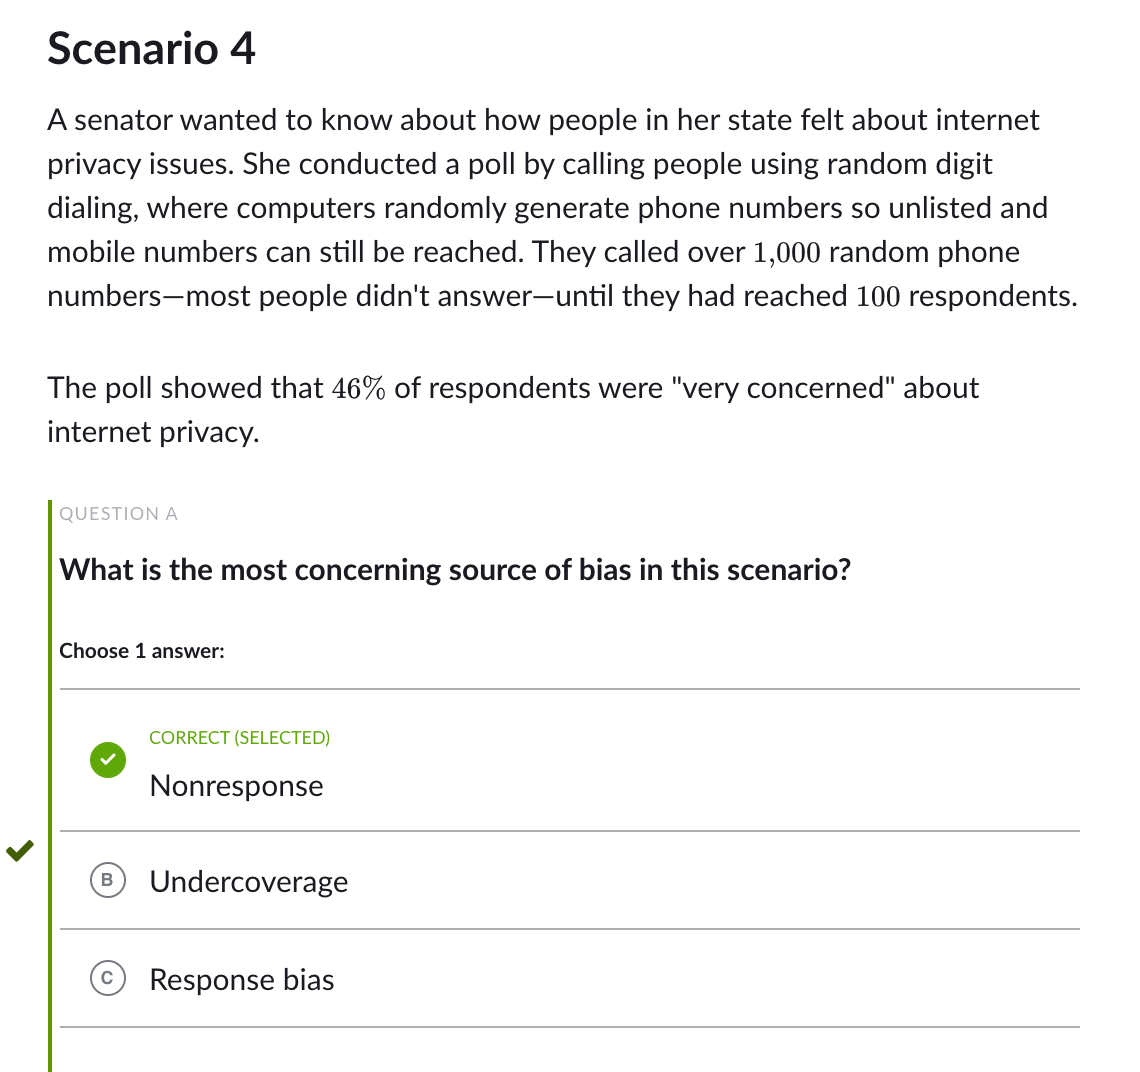 Scenario 4
A senator wanted to know about how people in her state felt about internet
privacy issues. She conducted a poll by calling people using random digit
dialing, where computers randomly generate phone numbers so unlisted and
mobile numbers can still be reached. They called over 1,000 random phone
numbers—most people didn't answer—until they had reached 100 respondents.
The poll showed that 46% of respondents were "very concerned" about
internet privacy.
QUESTION A
What is the most concerning source of bias in this scenario?
Choose 1 answer:
CORRECT (SELECTED)
Nonresponse
B Undercoverage
C Response bias